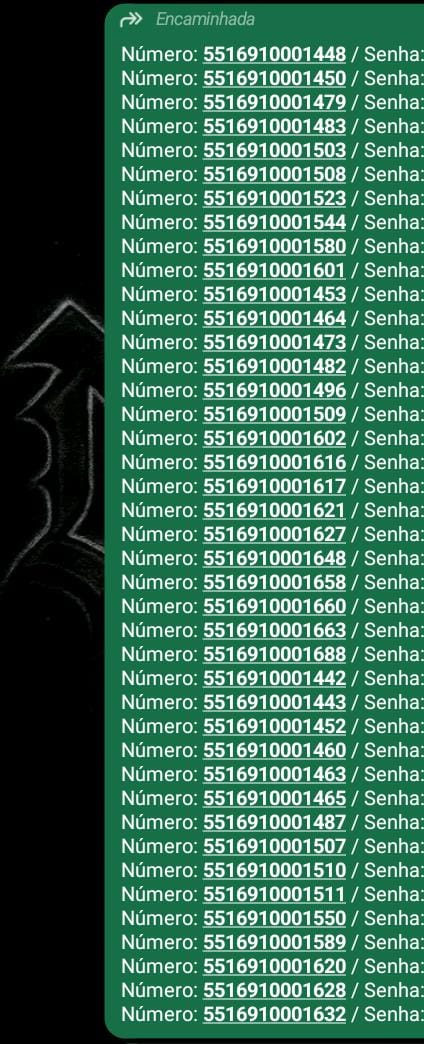 Encaminhada
Número: 5516910001448 / Senha:
Número: 5516910001450 / Senha:
Número: 5516910001479 / Senha:
Número: 5516910001483 / Senha:
Número: 5516910001503 / Senha:
Número: 5516910001508 / Senha:
Número: 5516910001523 / Senha:
Número: 5516910001544 / Senha:
Número: 5516910001580 / Senha:
Número: 5516910001601 / Senha:
Número: 5516910001453 / Senha:
Número: 5516910001464 / Senha:
Número: 5516910001473 / Senha:
Número: 5516910001482 / Senha:
Número: 5516910001496 / Senha:
Número: 5516910001509 / Senha:
Número: 5516910001602 / Senha:
Número: 5516910001616 / Senha:
Número: 5516910001617 / Senha:
Número: 5516910001621 / Senha:
Número: 5516910001627 / Senha:
Número: 5516910001648 / Senha:
Número: 5516910001658 / Senha:
Número: 5516910001660 / Senha:
Número: 5516910001663 / Senha:
Número: 5516910001688 / Senha:
Número: 5516910001442 / Senha:
Número: 5516910001443 / Senha:
Número: 5516910001452 / Senha:
Número: 5516910001460 / Senha:
Número: 5516910001463 / Senha:
Número: 5516910001465 / Senha:
Número: 5516910001487 / Senha:
Número: 5516910001507 / Senha:
Número: 5516910001510 / Senha:
Número: 5516910001511 / Senha:
Número: 5516910001550 / Senha:
Número: 5516910001589 / Senha:
Número: 5516910001620 / Senha:
Número: 5516910001628 / Senha:
Número: 5516910001632 / Senha: